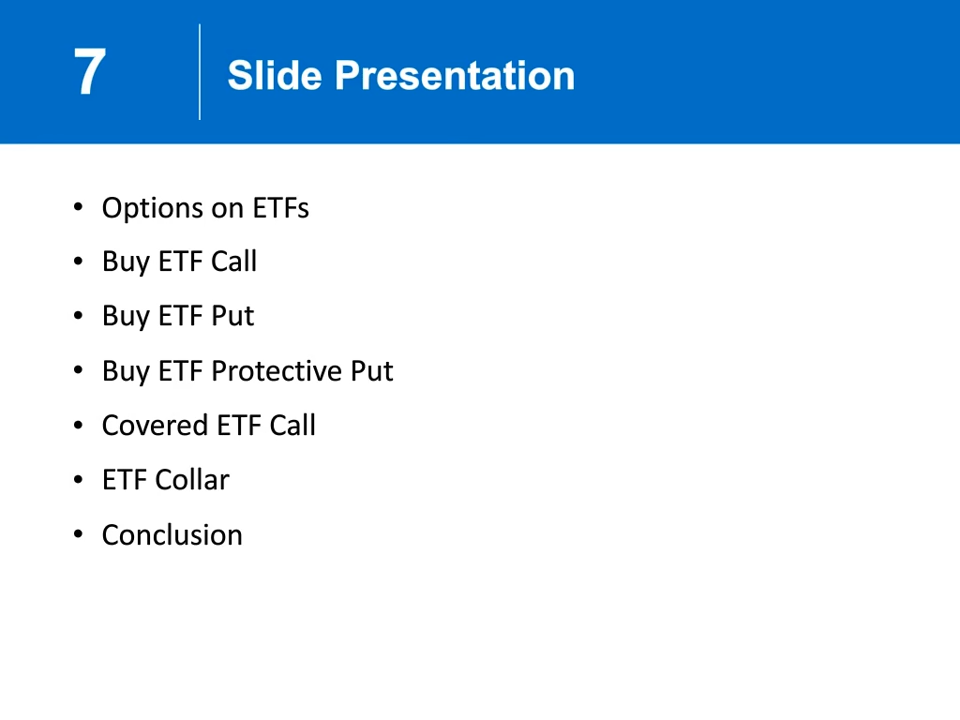 7
Slide Presentation
• Options on ETFs
• Buy ETF Call
• Buy ETF Put
• Buy ETF Protective Put
• Covered ETF Call
• ETF Collar
• Conclusion